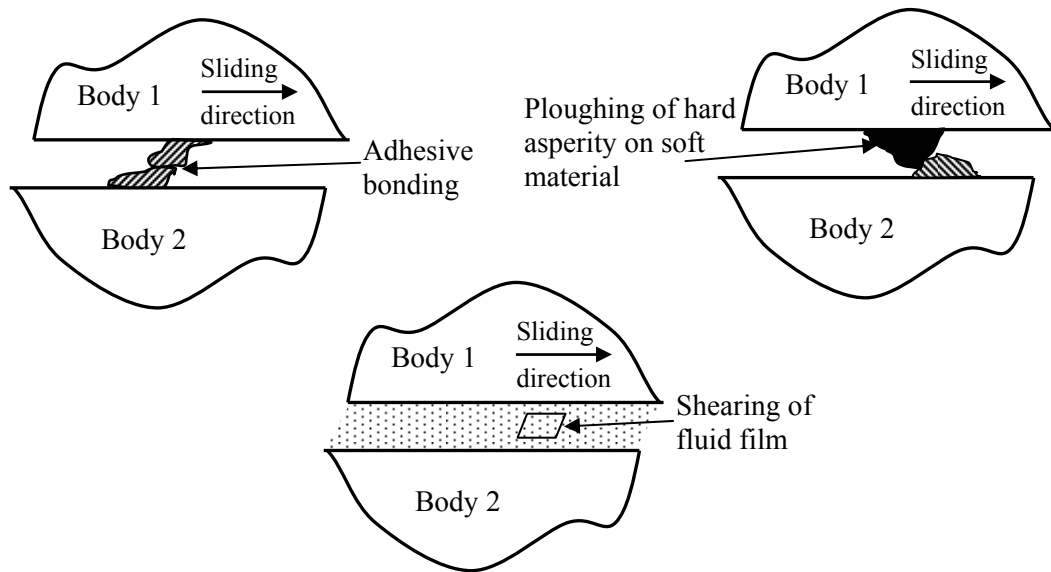 Sliding
Body 1
direction
Adhesive
bonding
Body 2
Sliding
Body 1
direction
Ploughing of hard
asperity on soft
material
Body 2
Sliding
Body 1
direction
Shearing of
fluid film
Body 2